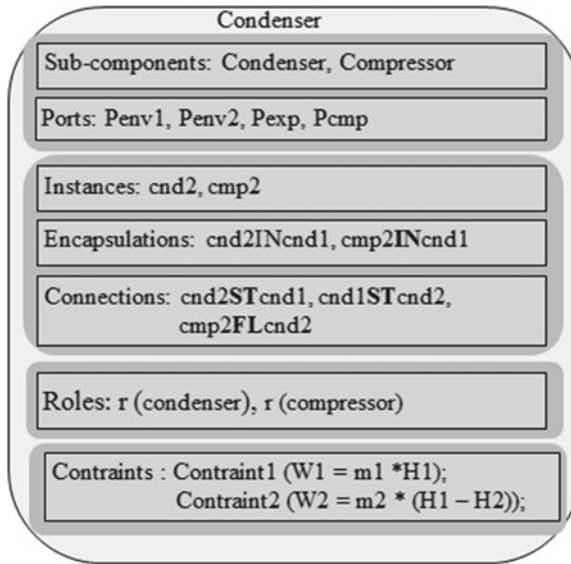 Condenser
Sub-components: Condenser, Compressor
Ports: Penv1, Penv2, Pexp, Pcmp
Instances: cnd2, cmp2
Encapsulations: cnd2INcnd1, cmp2INcnd1
Connections: cnd2STcnd1, cnd1STcnd2,
cmp2FLcnd2
Roles: r (condenser), r (compressor)
Contraints : Contraint1 (W1 = m1 *H1);
Contraint2 (W2 = m2 * (H1 – H2));